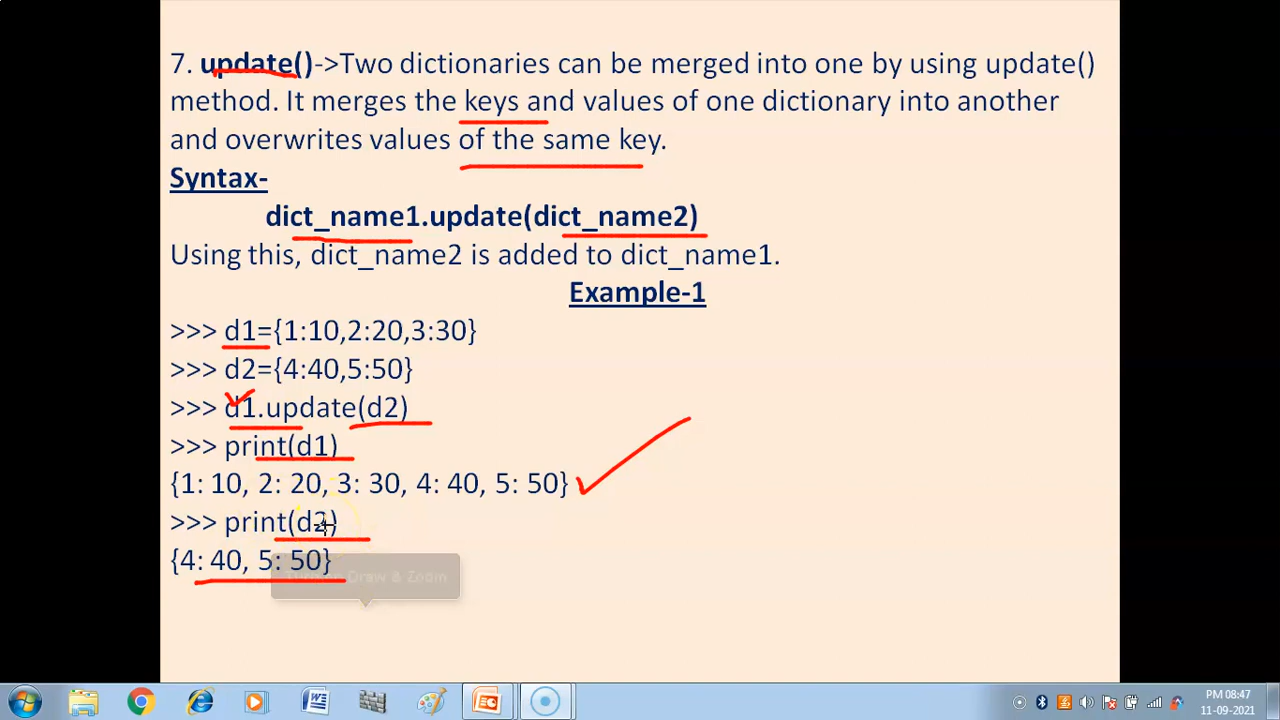 7. update()->Two dictionaries can be merged into one by using update()
method. It merges the keys and values of one dictionary into another
and overwrites values of the same key.
Syntax-
dict_name1.update(dict_name2)
Using this, dict_name2 is added to dict_name1.
Example-1
>>> d1={1:10,2:20,3:30}
>>> d2={4:40,5:50}
>>> d1.update(d2)
>>> print(d1)
{1: 10, 2: 20, 3: 30, 4: 40, 5: 50}
>>> print(d2)
{4: 40, 5: 50}
Draw & Zoom
PM 08:47
11-09-2021